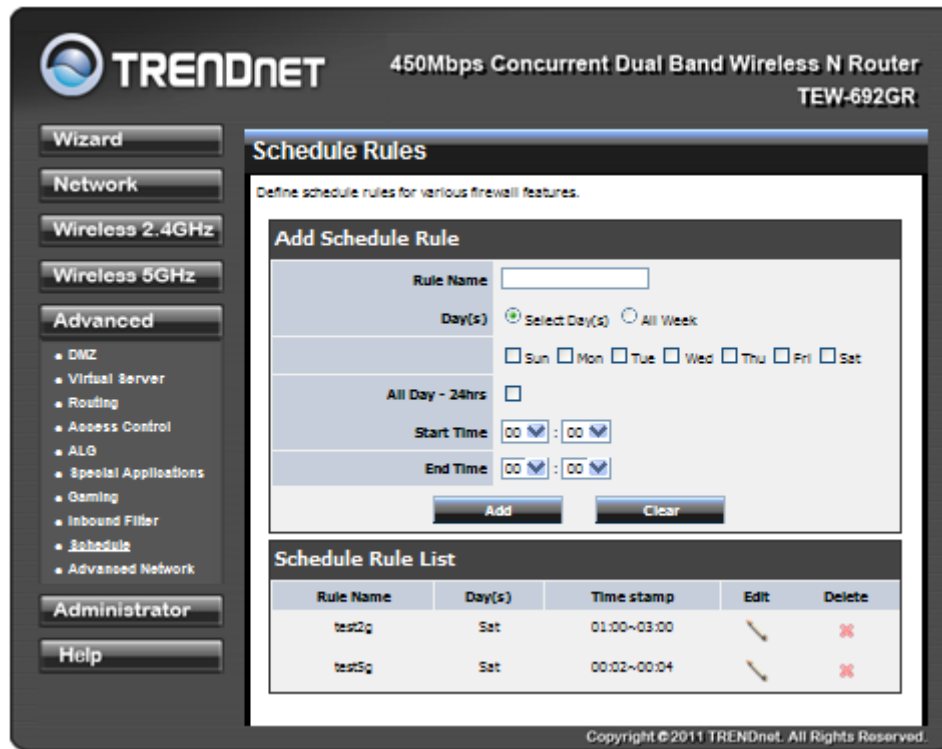 TRENDNET
450Mbps Concurrent Dual Band Wireless N Router
TEW-692GR
Wizard
Network
Wireless 2.4GHz
Wireless 5GHz
Advanced
DMZ
Virtual Server
Routing
Access Control
ALG
Special Applications
Gaming
Inbound Filter
Schedule
Advanced Network
Administrator
Help
Schedule Rules
Define schedule rules for various firewall features.
Add Schedule Rule
Rule Name
Day(s) Select Day(s) All Week
Sun Mon Tue Wed Thu Fri Sat
All Day - 24hrs
Start Time 00 : 00
End Time 00 : 00
Add Clear
Schedule Rule List
Rule Name Day(s) Time stamp Edit Delete
test2g Sat 01:00~03:00
test5g Sat 00:02~00:04
Copyright © 2011 TRENDnet. All Rights Reserved.